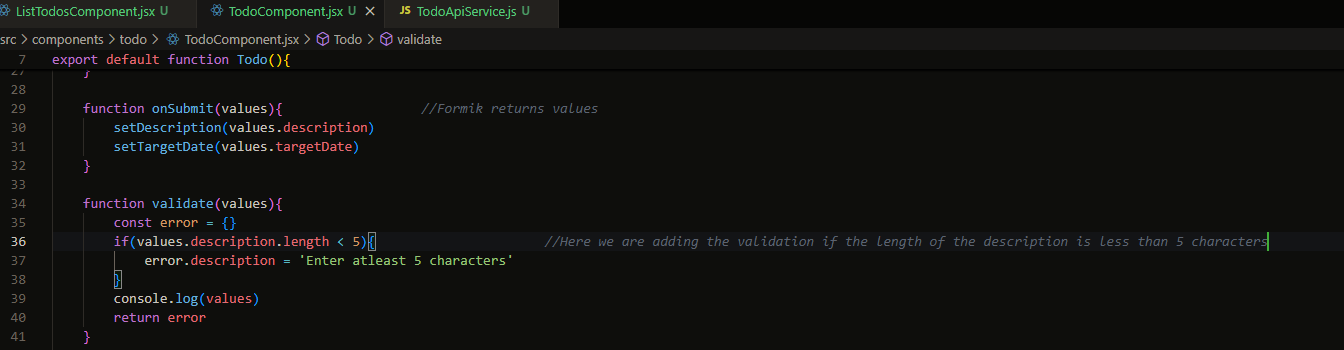 ListTodosComponent.jsx U TodoComponent.jsx U × JS TodoApiService.js U
src > components > todo > TodoComponent.jsx > Todo > validate
7 export default function Todo(){
27 }
28
29 function onSubmit(values){ //Formik returns values
30 setDescription(values.description)
31 setTargetDate(values.targetDate)
32 }
33
34 function validate(values){
35 const error = {}
36 if(values.description.length < 5){ //Here we are adding the validation if the length of the description is less than 5 characters
37 error.description = 'Enter atleast 5 characters'
38 }
39 console.log(values)
40 return error
41 }